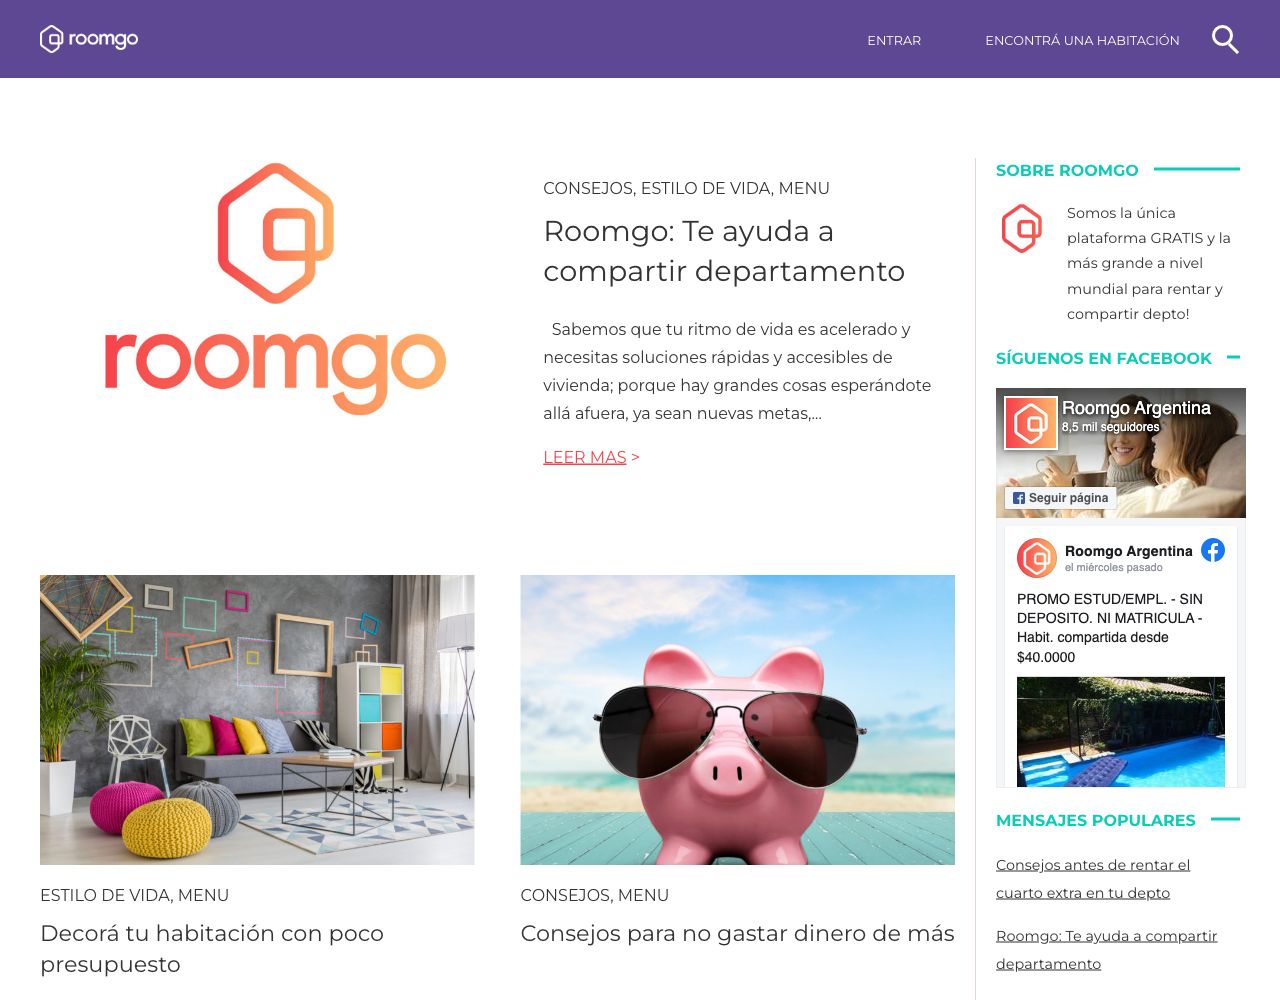 roomgo
ENTRAR
ENCONTRÁ UNA HABITACIÓN
roomgo
CONSEJOS, ESTILO DE VIDA, MENU
Roomgo: Te ayuda a
compartir departamento
Sabemos que tu ritmo de vida es acelerado y
necesitas soluciones rápidas y accesibles de
vivienda; porque hay grandes cosas esperándote
allá afuera, ya sean nuevas metas,...
LEER MAS >
ESTILO DE VIDA, MENU
Decorá tu habitación con poco
presupuesto
CONSEJOS, MENU
Consejos para no gastar dinero de más
SOBRE ROOMGO
Somos la única
plataforma GRATIS y la
más grande a nivel
mundial para rentar y
compartir depto!
SÍGUENOS EN FACEBOOK
Roomgo Argentina
8,5 mil seguidores
Seguir página
Roomgo Argentina
el miércoles pasado
PROMO ESTUD/EMPL. - SIN
DEPOSITO. NI MATRICULA -
Habit. compartida desde
$40.0000
MENSAJES POPULARES
Consejos antes de rentar el
cuarto extra en tu depto
Roomgo: Te ayuda a compartir
departamento